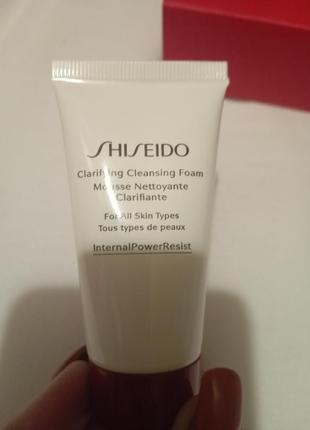 SHISEIDO
Clarifying Cleansing Foam
Mousse Nettoyante
Clarifiante
For All Skin Types
Tous types de peaux
InternalPowerResist